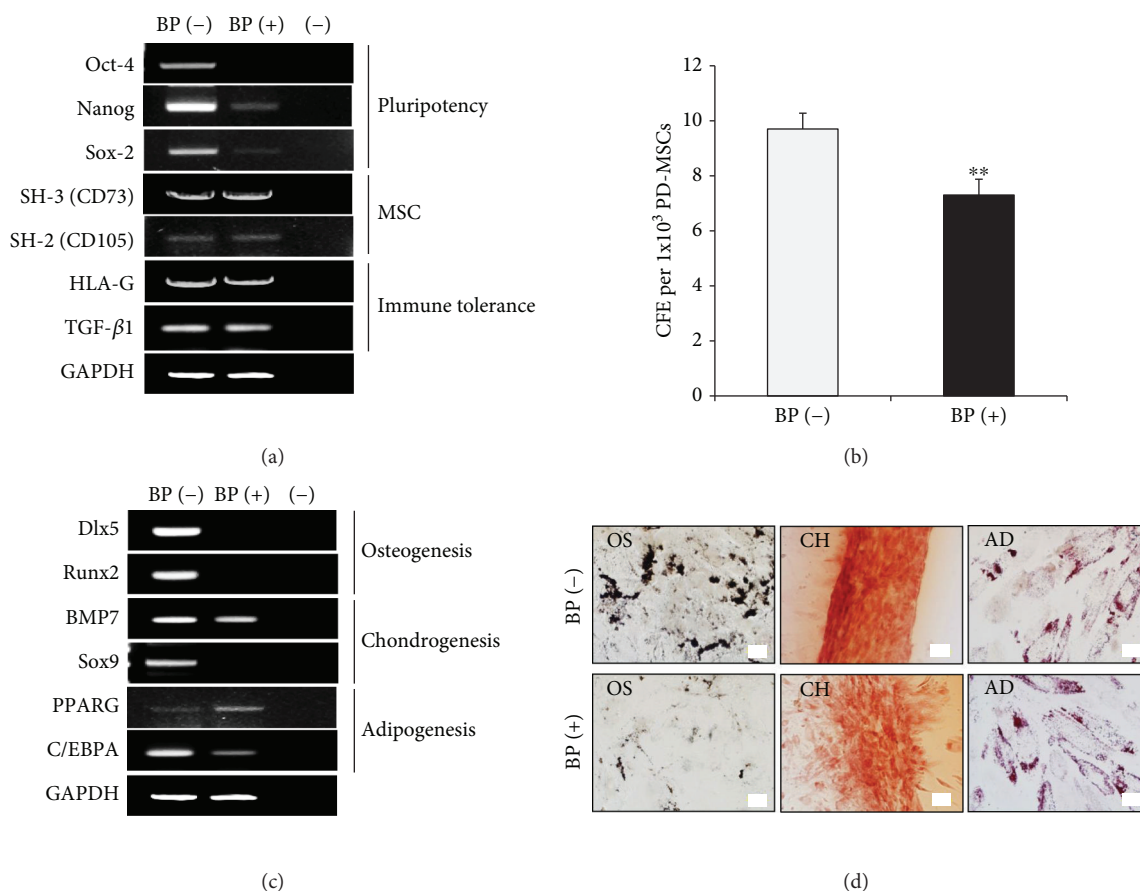 BP (−) BP (+) (−)
Oct-4
Nanog
Sox-2
Pluripotency
SH-3 (CD73)
SH-2 (CD105)
MSC
HLA-G
TGF-β1
Immune tolerance
GAPDH
(a)
CFE per 1x10³ PD-MSCs
12
10
8
6
4
2
0
**
BP (−) BP (+)
(b)
BP (−) BP (+) (−)
Dlx5
Runx2
Osteogenesis
BMP7
Sox9
Chondrogenesis
PPARG
C/EBPA
Adipogenesis
GAPDH
(c)
BP (−)
OS CH AD
BP (+)
OS CH AD
(d)